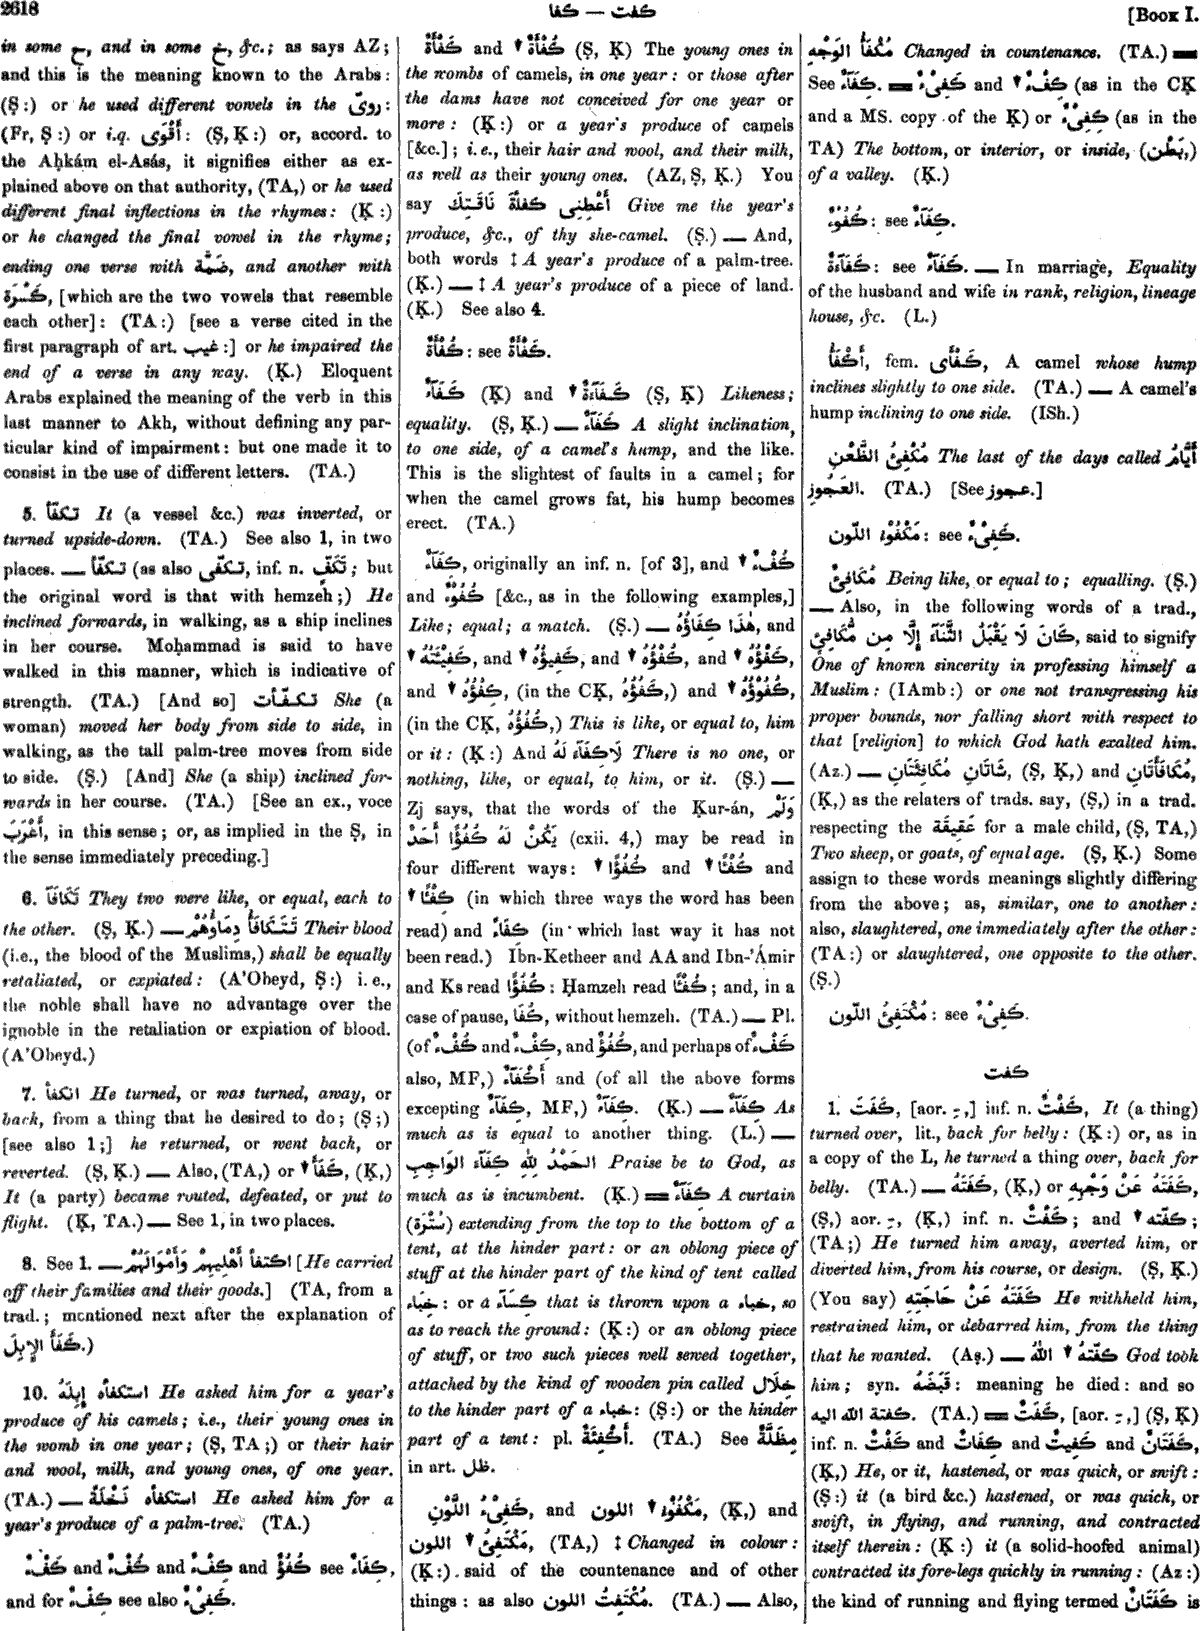 2618
كفا — كفت
[Book I.
in some ح, and in some خ, &c.; as says AZ;
and this is the meaning known to the Arabs:
(Ṣ:) or he used different vowels in the روىّ:
(Fr, Ṣ:) or i.q. أَقْوَى: (Ṣ, Ḳ:) or, accord. to
the Aḥkám el-Asás, it signifies either as ex-
plained above on that authority, (TA,) or he used
different final inflections in the rhymes: (Ḳ:)
or he changed the final vowel in the rhyme;
ending one verse with ضَمَّة, and another with
كَسْرَة, [which are the two vowels that resemble
each other]: (TA:) [see a verse cited in the
first paragraph of art. غيب:] or he impaired the
end of a verse in any way. (Ḳ.) Eloquent
Arabs explained the meaning of the verb in this
last manner to Akh, without defining any par-
ticular kind of impairment: but one made it to
consist in the use of different letters. (TA.)
5. تكفّأ It (a vessel &c.) was inverted, or
turned upside-down. (TA.) See also 1, in two
places. — تكفّأ (as also تكفّى, inf. n. تَكَفٍّ; but
the original word is that with hemzeh;) He
inclined forwards, in walking, as a ship inclines
in her course. Moḥammad is said to have
walked in this manner, which is indicative of
strength. (TA.) [And so] تكفّأت She (a
woman) moved her body from side to side, in
walking, as the tall palm-tree moves from side
to side. (Ṣ.) [And] She (a ship) inclined for-
wards in her course. (TA.) [See an ex., voce
أَغْرَبَ, in this sense; or, as implied in the Ṣ, in
the sense immediately preceding.]
6. تَكَافَآ They two were like, or equal, each to
the other. (Ṣ, Ḳ.) — تَتَكَافَأُ دِمَاؤُهُمْ Their blood
(i.e., the blood of the Muslims,) shall be equally
retaliated, or expiated: (A'Obeyd, Ṣ:) i.e.,
the noble shall have no advantage over the
ignoble in the retaliation or expiation of blood.
(A'Obeyd.)
7. انكفأ He turned, or was turned, away, or
back, from a thing that he desired to do; (Ṣ;)
[see also 1;] he returned, or went back, or
reverted. (Ṣ, Ḳ.) — Also, (TA,) or ↓ كَفَأَ, (Ḳ,)
It (a party) became routed, defeated, or put to
flight. (Ḳ, TA.) — See 1, in two places.
8. See 1. — اكتفأ أَهْلِيهِمْ وَأَمْوَالَهُمْ [He carried
off their families and their goods.] (TA, from a
trad.; mentioned next after the explanation of
كَفَأَ الإِبِلَ.)
10. استكفأه إِبِلَهُ He asked him for a year's
produce of his camels; i.e., their young ones in
the womb in one year; (Ṣ, TA;) or their hair
and wool, milk, and young ones, of one year.
(TA.) — استكفأه نَخْلَةً He asked him for a
year's produce of a palm-tree. (TA.)
كَفْءٌ and كُفْءٌ and كِفْءٌ and كُفُؤٌ see كِفَاءٌ,
and for كِفْءٌ see also كَفِىْءٌ.
كَفْأَةٌ and ↓ كُفْأَةٌ (Ṣ, Ḳ) The young ones in
the wombs of camels, in one year: or those after
the dams have not conceived for one year or
more: (Ḳ:) or a year's produce of camels
[&c.]; i.e., their hair and wool, and their milk,
as well as their young ones. (AZ, Ṣ, Ḳ.) You
say أَعْطِنِى كفأَةَ نَاقَتِكَ Give me the year's
produce, &c., of thy she-camel. (Ṣ.) — And,
both words ‡ A year's produce of a palm-tree.
(Ḳ.) — ‡ A year's produce of a piece of land.
(Ḳ.) See also 4.
كُفْأَةٌ: see كَفْأَةٌ.
كَفَآءٌ (Ḳ) and ↓ كَفَآءَةٌ (Ṣ, Ḳ) Likeness;
equality. (Ṣ, Ḳ.) — كَفَآءٌ A slight inclination,
to one side, of a camel's hump, and the like.
This is the slightest of faults in a camel; for
when the camel grows fat, his hump becomes
erect. (TA.)
كِفَآءٌ, originally an inf. n. [of 3], and ↓ كُفْءٌ
and كُفُوْءٌ [&c., as in the following examples,]
Like; equal; a match. (Ṣ.) — هٰذَا كِفَاؤُهُ, and
↓ كِفِيْئَتُهُ, and ↓ كَفِيؤُهُ, and ↓ كُفْؤُهُ, and ↓ كَفْؤُهُ,
and ↓ كِفْؤُهُ, (in the CḲ, كَفُؤُهُ,) and ↓ كُفُوْؤُهُ,
(in the CḲ, كُفُؤُهُ,) This is like, or equal to, him
or it: (Ḳ:) And لَا كِفَآءَ لَهُ There is no one, or
nothing, like, or equal, to him, or it. (Ṣ.) —
Zj says, that the words of the Ḳur-án, وَلَمْ
يَكُنْ لَهُ كُفُؤًا أَحَدٌ (cxii. 4,) may be read in
four different ways: ↓ كُفُؤًا and ↓ كُفْئًا and
↓ كِفْئًا (in which three ways the word has been
read) and كِفَاءً (in which last way it has not
been read.) Ibn-Ketheer and AA and Ibn-'Ámir
and Ks read كُفُؤًا: Ḥamzeh read كُفْئًا; and, in a
case of pause, كُفَا, without hemzeh. (TA.) — Pl.
(of كُفْءٌ and كِفْءٌ, and كُفُؤٌ, and perhaps of كَفْءٌ
also, MF,) أَكْفَآءٌ and (of all the above forms
excepting كِفَآءٌ, MF,) كِفَآءٌ. (Ḳ.) — كِفَآءٌ As
much as is equal to another thing. (L.) —
الحَمْدُ لِلّٰهِ كِفَآءَ الوَاجِبِ Praise be to God, as
much as is incumbent. (Ḳ.) = كِفَآءٌ A curtain
(سُتْرَة) extending from the top to the bottom of a
tent, at the hinder part: or an oblong piece of
stuff at the hinder part of the kind of tent called
خِبَاء: or a كِسَآء that is thrown upon a خباء, so
as to reach the ground: (Ḳ:) or an oblong piece
of stuff, or two such pieces well sewed together,
attached by the kind of wooden pin called خِلَال
to the hinder part of a خباء: (Ṣ:) or the hinder
part of a tent: pl. أَكْفِئَةٌ. (TA.) See مِظَلَّةٌ
in art. ظل.
كَفِىْءُ اللَّوْنِ, and ↓ مَكْفُوْءُ اللون, (Ḳ,) and
↓ مُكْتَفِئُ اللون, (TA,) ‡ Changed in colour:
(Ḳ:) said of the countenance and of other
things: as also مُكْتَفِتُ اللون. (TA.) — Also,
مُكْفَأُ الوَجْهِ Changed in countenance. (TA.) =
See كِفَآءٌ. = كَفِىْءٌ and ↓ كِفْءٌ (as in the CḲ
and a MS. copy of the Ḳ) or كِفِىْءٌ (as in the
TA) The bottom, or interior, or inside, (بَطْن,)
of a valley. (Ḳ.)
كُفُوْءٌ: see كِفَآءٌ.
كَفَآءَةٌ: see كَفَآءٌ. — In marriage, Equality
of the husband and wife in rank, religion, lineage
house, &c. (L.)
أَكْفَأُ, fem. كَفْأَى, A camel whose hump
inclines slightly to one side. (TA.) — A camel's
hump inclining to one side. (ISh.)
أَيَّامُ مُكْفِئُ الظَّعْنِ The last of the days called
العَجُوزِ. (TA.) [See عجوز.]
مَكْفُوْءُ اللّون: see كَفِىْءٌ.
مُكَافِئٌ Being like, or equal to; equalling. (Ṣ.)
— Also, in the following words of a trad.,
كَانَ لَا يَقْبَلُ الثَّنَآءَ إِلَّا مِن مُّكَافِئٍ, said to signify
One of known sincerity in professing himself a
Muslim: (IAmb:) or one not transgressing his
proper bounds, nor falling short with respect to
that [religion] to which God hath exalted him.
(Az.) — شَاتَانِ مُكَافِئَتَانِ, (Ṣ, Ḳ,) and مُكَافَأَتَانِ,
(Ḳ,) as the relaters of trads. say, (Ṣ,) in a trad.
respecting the عَقِيقَة for a male child, (Ṣ, TA,)
Two sheep, or goats, of equal age. (Ṣ, Ḳ.) Some
assign to these words meanings slightly differing
from the above; as, similar, one to another:
also, slaughtered, one immediately after the other:
(TA:) or slaughtered, one opposite to the other.
(Ṣ.)
مُكْتَفِئُ اللّون: see كَفِىْءٌ.
كفت
1. كَفَتَ, [aor. ـِ,] inf. n. كَفْتٌ, It (a thing)
turned over, lit., back for belly: (Ḳ:) or, as in
a copy of the L, he turned a thing over, back for
belly. (TA.) — كَفَتَهُ, (Ḳ,) or كَفَتَهُ عَنْ وَجْهِهِ,
(Ṣ,) aor. ـِ, (Ḳ,) inf. n. كَفْتٌ; and ↓ كفّته;
(TA;) He turned him away, averted him, or
diverted him, from his course, or design. (Ṣ, Ḳ.)
(You say) كَفَتَهُ عَنْ حَاجَتِهِ He withheld him,
restrained him, or debarred him, from the thing
that he wanted. (Aṣ.) — كفّتهُ ↓ اللّٰهُ God took
him; syn. قَبَضَهُ: meaning he died: and so
كفته اللّه اليه. (TA.) = كَفَتَ, [aor. ـِ,] (Ṣ, Ḳ)
inf. n. كَفْتٌ and كِفَاتٌ and كَفِيتٌ and كَفَتَانٌ,
(Ḳ,) He, or it, hastened, or was quick, or swift:
(Ṣ:) it (a bird &c.) hastened, or was quick, or
swift, in flying, and running, and contracted
itself therein: (Ḳ:) it (a solid-hoofed animal)
contracted its fore-legs quickly in running: (Az:)
the kind of running and flying termed كَفَتَانٌ is